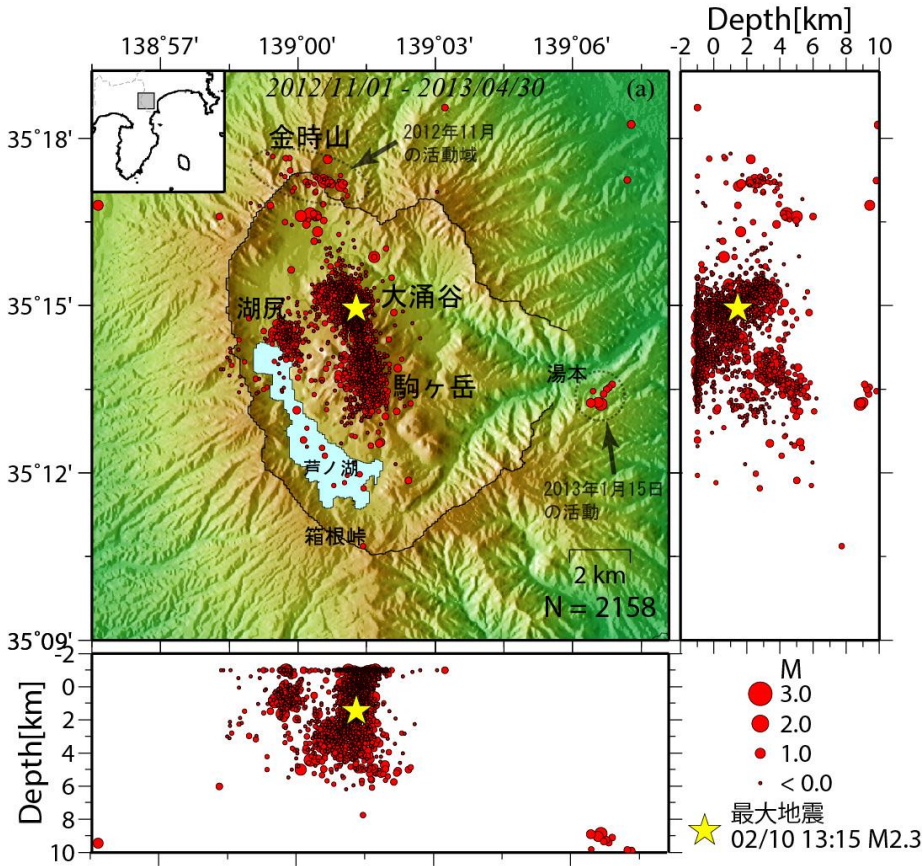 Depth[km]
138°57' 139°00' 139°03' 139°06' -2 0 2 4 6 8 10
2012/11/01 - 2013/04/30 (a)
金時山
2012年11月
の活動域
35°18'
35°15'
35°12'
35°09'
大涌谷
湖尻
駒ヶ岳
湯本
芦ノ湖
2013年1月15日
の活動
箱根峠
2 km
N = 2158
Depth[km]
-2
0
2
4
6
8
10
M
3.0
2.0
1.0
< 0.0
最大地震
02/10 13:15 M2.3